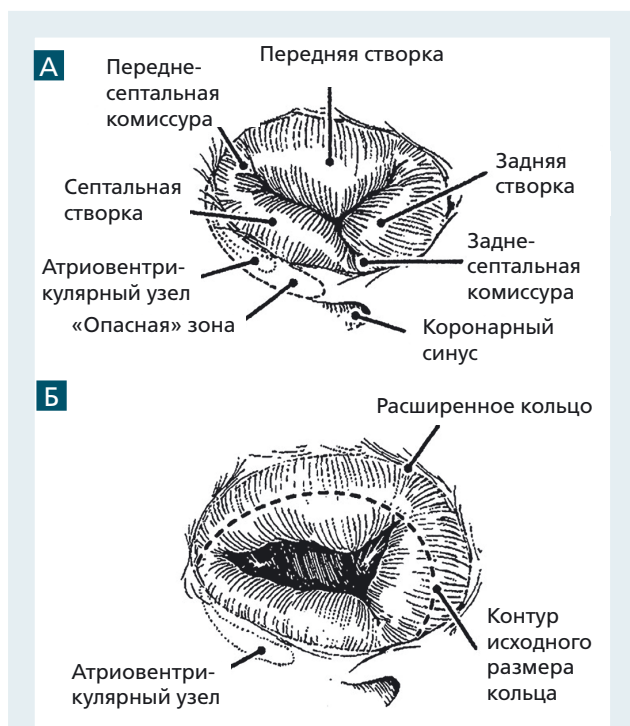 А
Передне-
септальная
комиссура
Передняя створка
Септальная
створка
Задняя
створка
Атриовентри-
кулярный узел
Задне-
септальная
комиссура
«Опасная» зона
Коронарный
синус
Б
Расширенное кольцо
Контур
исходного
размера
кольца
Атриовентри-
кулярный узел